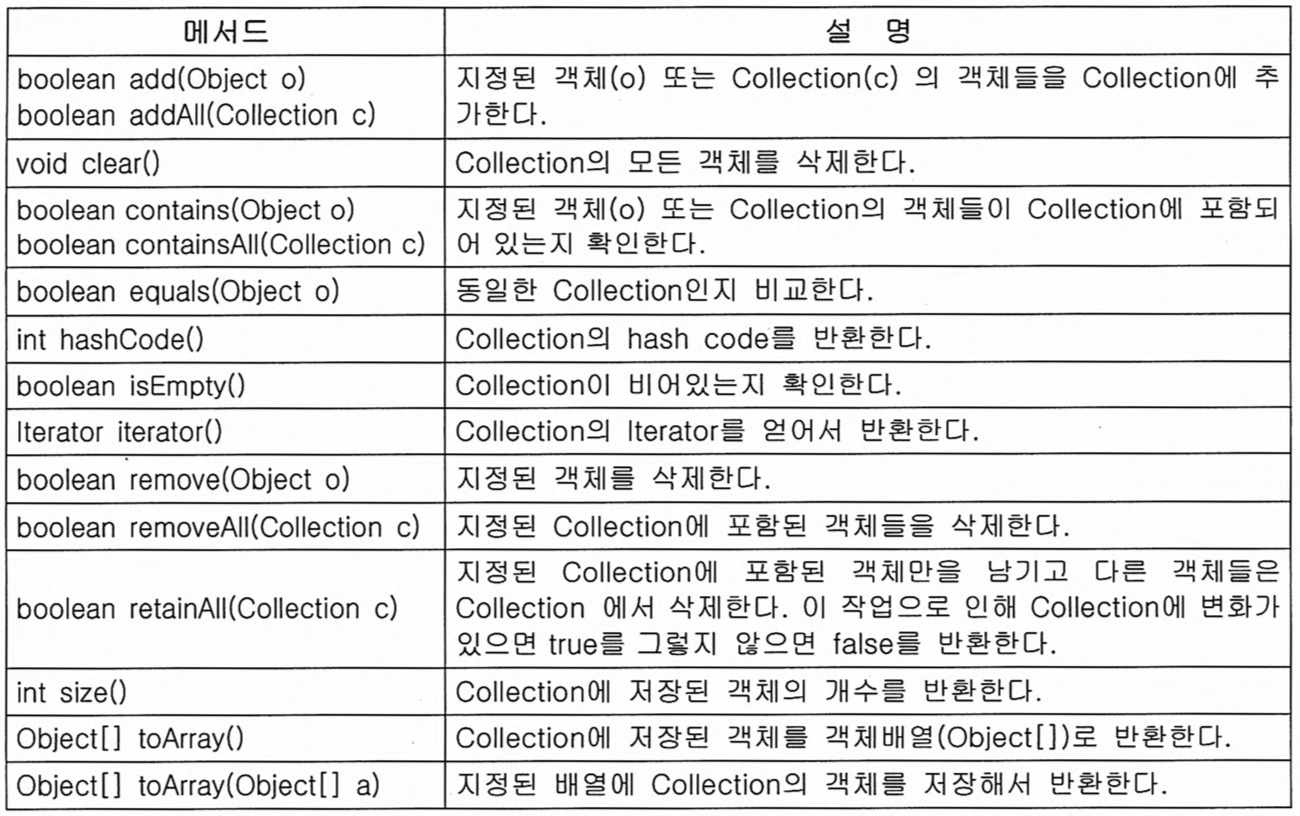 메서드 설 명
boolean add(Object o)
boolean addAll(Collection c)
지정된 객체(o) 또는 Collection(c) 의 객체들을 Collection에 추
가한다.
void clear() Collection의 모든 객체를 삭제한다.
boolean contains(Object o)
boolean containsAll(Collection c)
지정된 객체(o) 또는 Collection의 객체들이 Collection에 포함되
어 있는지 확인한다.
boolean equals(Object o) 동일한 Collection인지 비교한다.
int hashCode() Collection의 hash code를 반환한다.
boolean isEmpty() Collection이 비어있는지 확인한다.
Iterator iterator() Collection의 Iterator를 얻어서 반환한다.
boolean remove(Object o) 지정된 객체를 삭제한다.
boolean removeAll(Collection c) 지정된 Collection에 포함된 객체들을 삭제한다.
boolean retainAll(Collection c)
지정된 Collection에 포함된 객체만을 남기고 다른 객체들은
Collection 에서 삭제한다. 이 작업으로 인해 Collection에 변화가
있으면 true를 그렇지 않으면 false를 반환한다.
int size() Collection에 저장된 객체의 개수를 반환한다.
Object[] toArray() Collection에 저장된 객체를 객체배열(Object[])로 반환한다.
Object[] toArray(Object[] a) 지정된 배열에 Collection의 객체를 저장해서 반환한다.